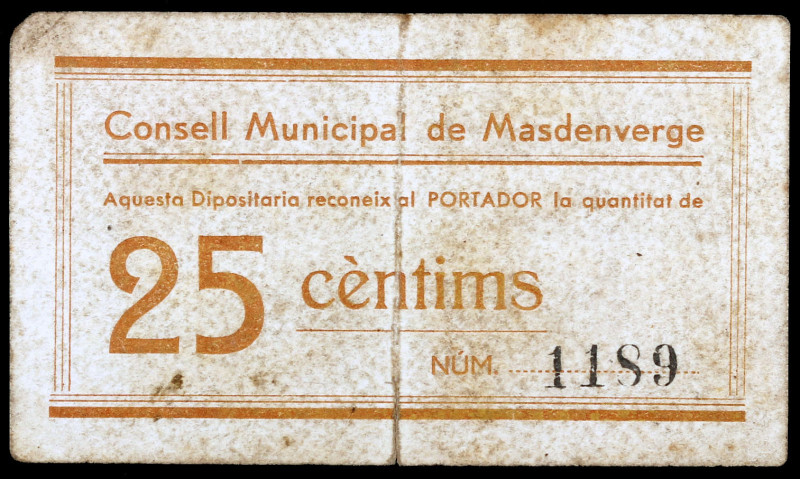 Consell Municipal de Masdenverge
Aquesta Dipositaria reconeix al PORTADOR la quantitat de
25 cèntims
NÚM. 1189